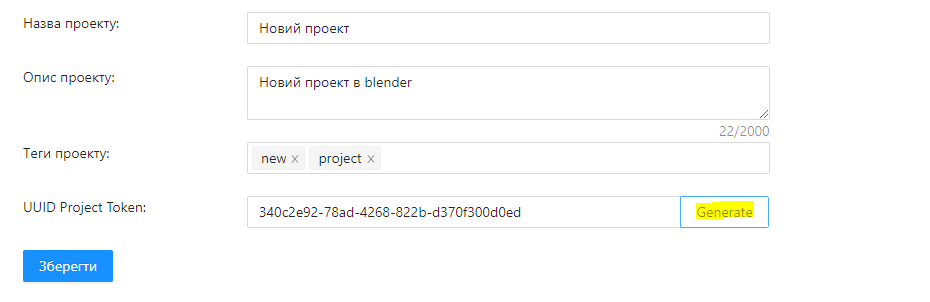 Назва проекту:
Новий проект
Опис проекту:
Новий проект в blender
22/2000
Теги проекту:
new × project ×
UUID Project Token:
340c2e92-78ad-4268-822b-d370f300d0ed
Generate
Зберегти